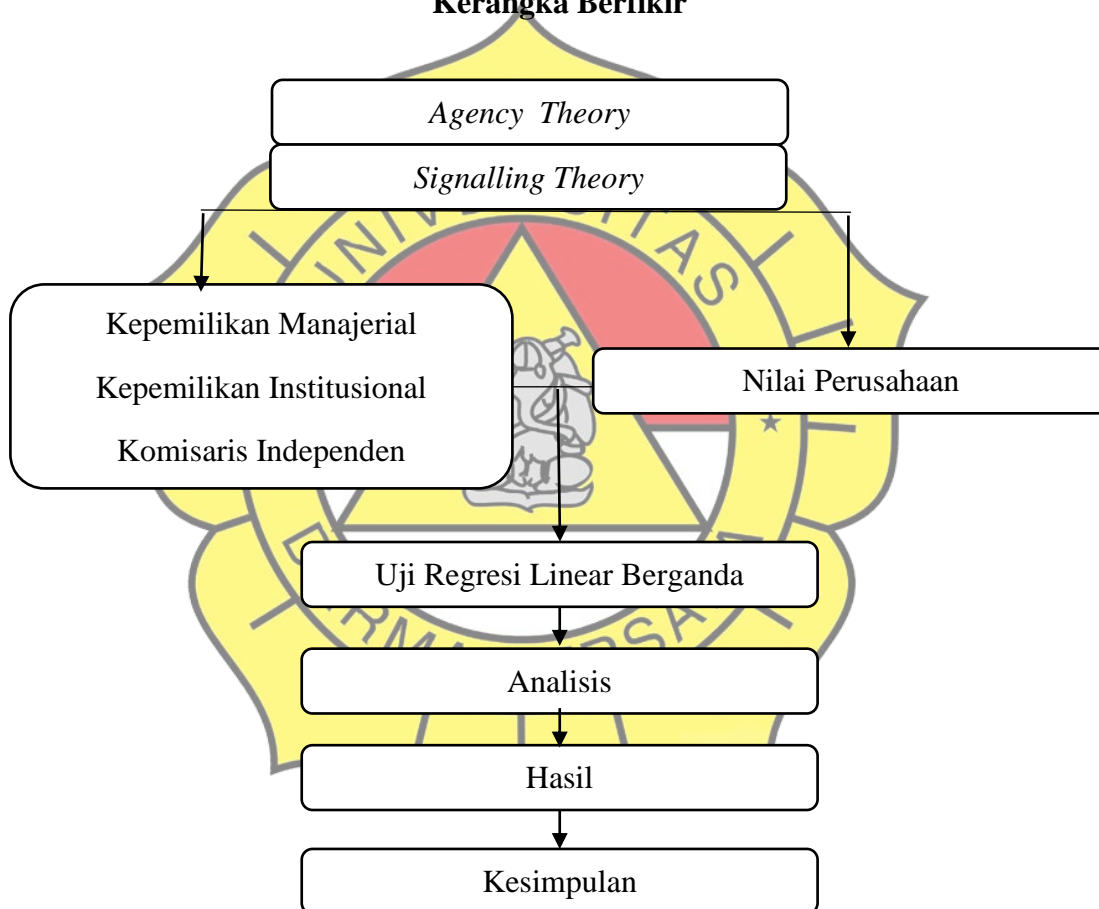 Kerangka Berfikir
Agency Theory
Signalling Theory
UNIVERSITAS
Kepemilikan Manajerial
Kepemilikan Institusional
Komisaris Independen
Nilai Perusahaan
Uji Regresi Linear Berganda
Analisis
Hasil
Kesimpulan